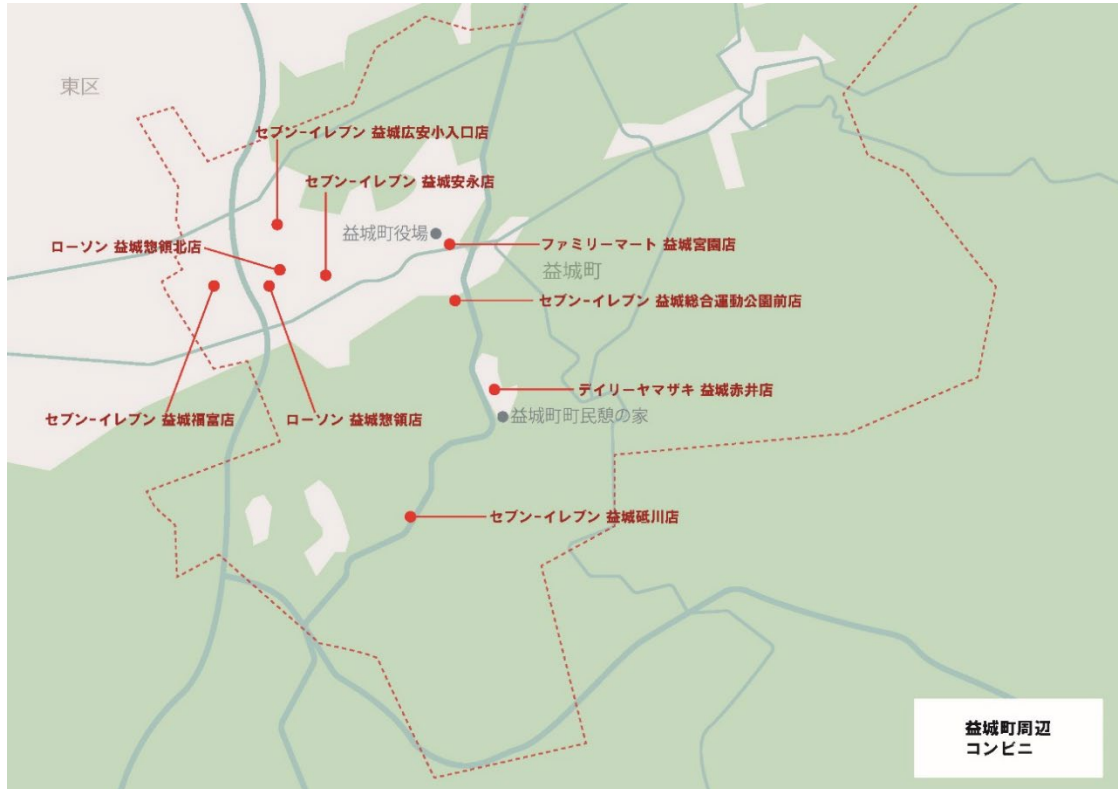 東区
セブン-イレブン 益城広安小入口店
セブン-イレブン 益城安永店
益城町役場
ローソン 益城惣領北店
ファミリーマート 益城宮園店
益城町
セブン-イレブン 益城総合運動公園前店
デイリーヤマザキ 益城赤井店
セブン-イレブン 益城福富店
ローソン 益城惣領店
益城町町民憩の家
セブン-イレブン 益城砥川店
益城町周辺
コンビニ